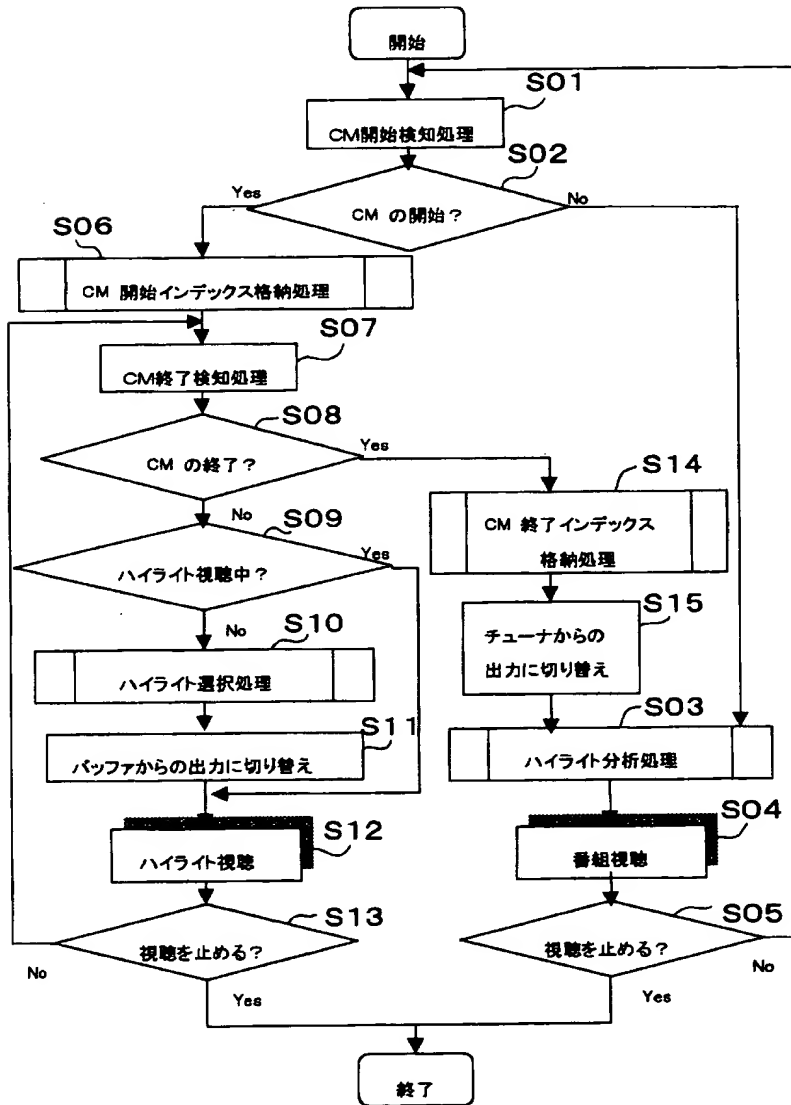 開始
S01
CM開始検知処理
S02
Yes
No
CM の開始？
S06
CM 開始インデックス格納処理
S07
CM終了検知処理
S08
Yes
CM の終了？
S14
No
S09
CM 終了インデックス
格納処理
Yes
ハイライト視聴中？
S15
No
S10
チューナからの
出力に切り替え
ハイライト選択処理
S03
S11
バッファからの出力に切り替え
ハイライト分析処理
S12
S04
ハイライト視聴
番組視聴
S13
S05
視聴を止める？
視聴を止める？
No
No
Yes
Yes
終了